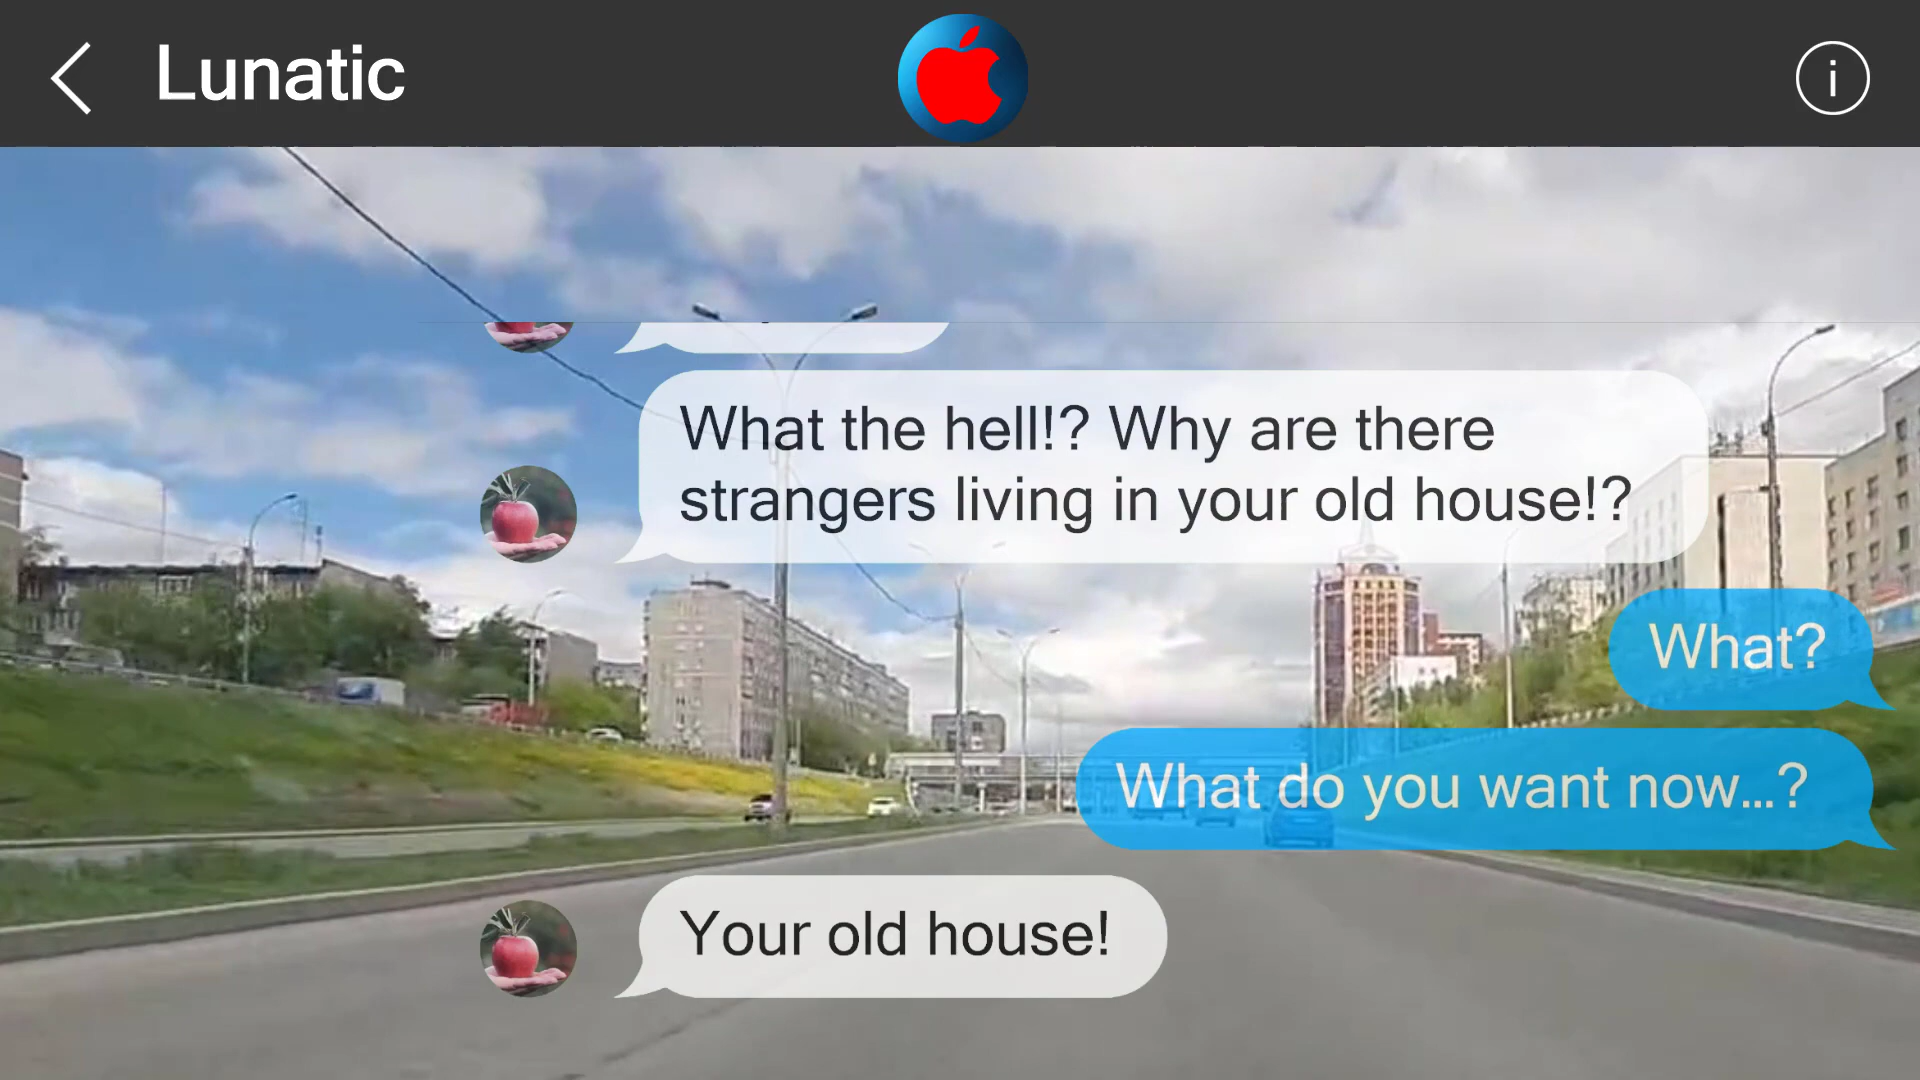 Lunatic
What the hell!? Why are there
strangers living in your old house!?
What?
What do you want now...?
Your old house!